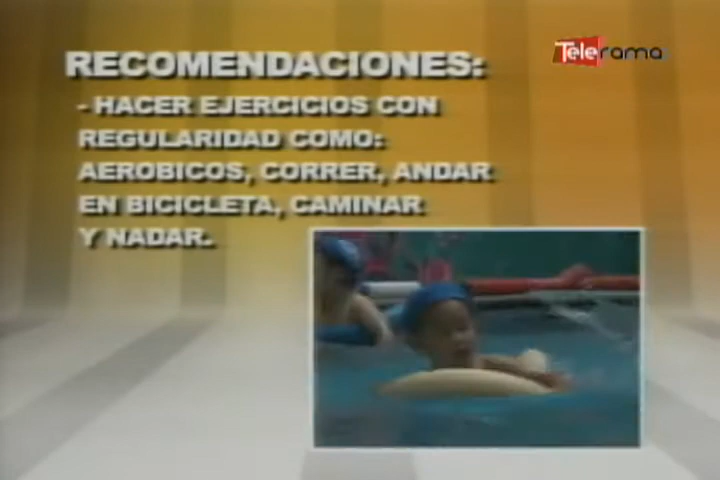 RECOMENDACIONES:
- HACER EJERCICIOS CON
REGULARIDAD COMO:
AEROBICOS, CORRER, ANDAR
EN BICICLETA, CAMINAR
Y NADAR.
Telerama